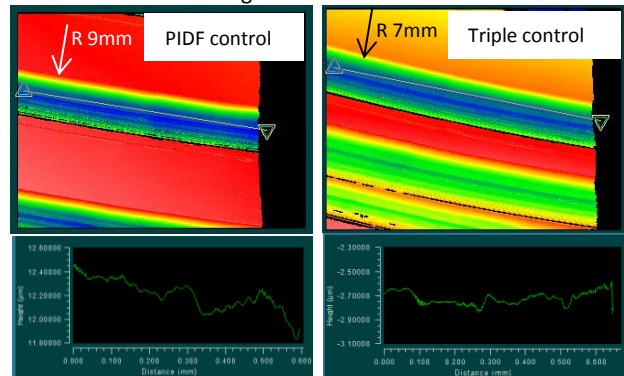 R 9mm
PIDF control
R 7mm
Triple control
12.60000
12.40000
12.20000
12.00000
11.80000
Height (µm)
0.000 0.100 0.200 0.300 0.400 0.500 0.600
Distance (mm)
-2.30000
-2.50000
-2.70000
-2.90000
-3.10000
Height (µm)
0.000 0.100 0.200 0.300 0.400 0.500 0.600
Distance (mm)